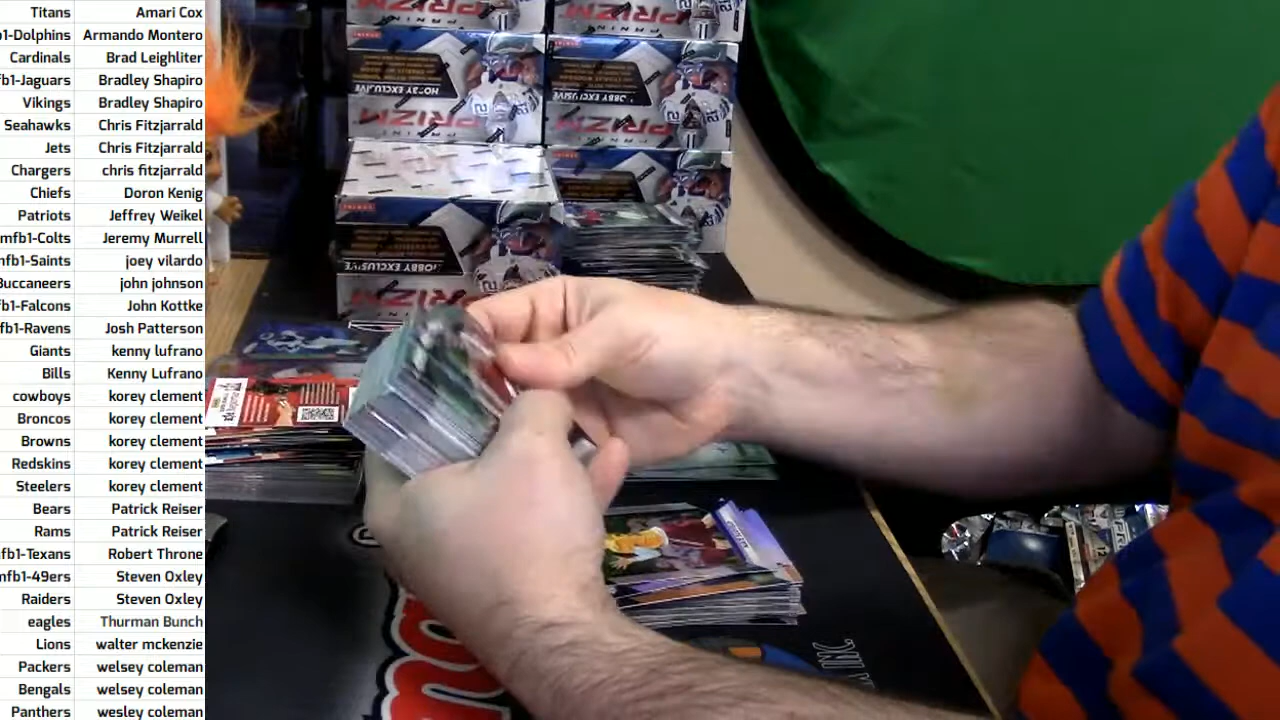 Titans Amari Cox
b1-Dolphins Armando Montero
Cardinals Brad Leighliter
fb1-Jaguars Bradley Shapiro
Vikings Bradley Shapiro
Seahawks Chris Fitzjarrald
Jets Chris Fitzjarrald
Chargers chris fitzjarrald
Chiefs Doron Kenig
Patriots Jeffrey Weikel
mfb1-Colts Jeremy Murrell
nfb1-Saints joey vilardo
Buccaneers john johnson
fb1-Falcons John Kottke
fb1-Ravens Josh Patterson
Giants kenny lufrano
Bills Kenny Lufrano
cowboys korey clement
Broncos korey clement
Browns korey clement
Redskins korey clement
Steelers korey clement
Bears Patrick Reiser
Rams Patrick Reiser
fb1-Texans Robert Throne
mfb1-49ers Steven Oxley
Raiders Steven Oxley
eagles Thurman Bunch
Lions walter mckenzie
Packers welsey coleman
Bengals welsey coleman
Panthers wesley coleman
PANINI
PRIZM
PRIZM
HOBBY EXCLUSIVE
OBBY EXCLUSIVE
PRIZM
PRIZM
HOBBY EXCLUSIVE
PRIZM
INC